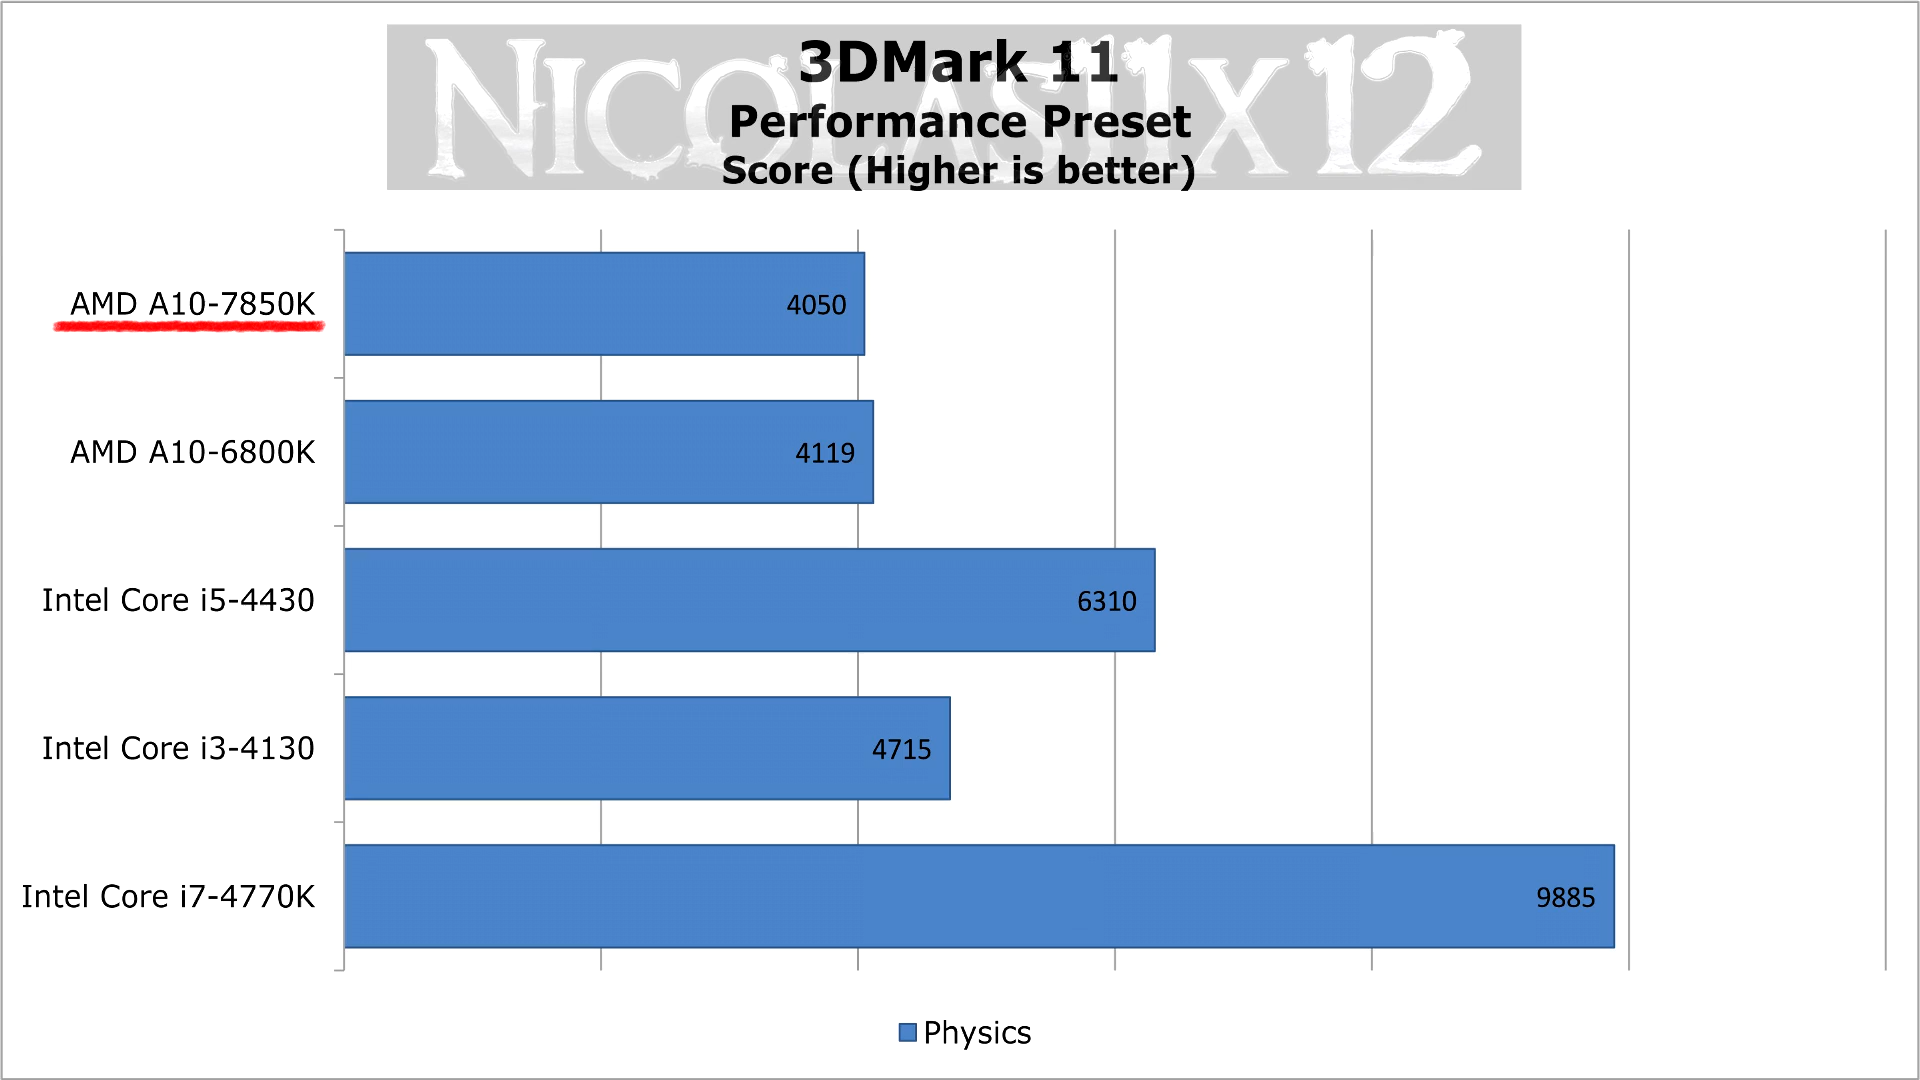 Nicolas11x12
3DMark 11
Performance Preset
Score (Higher is better)
AMD A10-7850K
4050
AMD A10-6800K
4119
Intel Core i5-4430
6310
Intel Core i3-4130
4715
Intel Core i7-4770K
9885
Physics